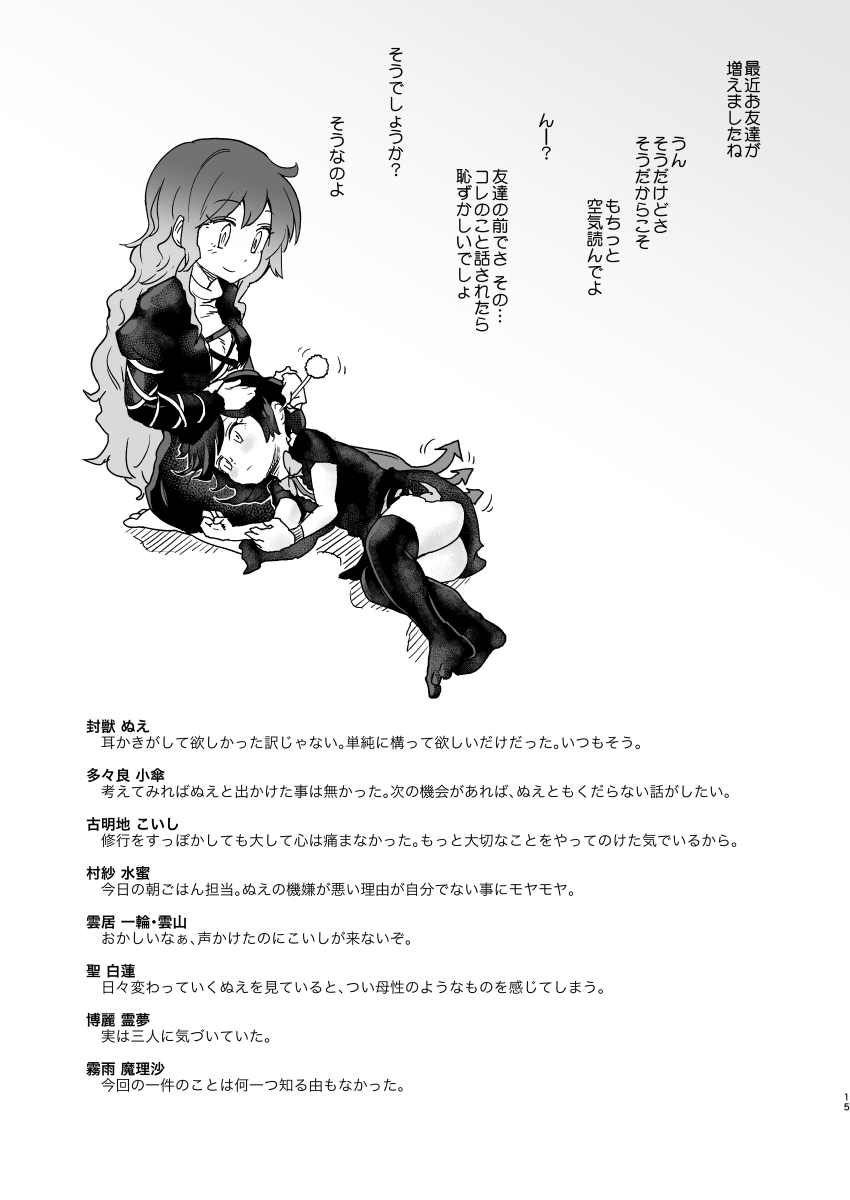 最近お友達が
増えましたね
うん
そうだけどさ
そうだからこそ
もちっと
空気読んでよ
んー？
友達の前でさ その…
コレのこと話されたら
恥ずかしいでしょ
そうでしょうか？
そうなのよ
封獣 ぬえ
耳かきがして欲しかった訳じゃない。単純に構って欲しいだけだった。いつもそう。
多々良 小傘
考えてみればぬえと出かけた事は無かった。次の機会があれば、ぬえともくだらない話がしたい。
古明地 こいし
修行をすっぽかしても大して心は痛まなかった。もっと大切なことをやってのけた気でいるから。
村紗 水蜜
今日の朝ごはん担当。ぬえの機嫌が悪い理由が自分でない事にモヤモヤ。
雲居 一輪・雲山
おかしいなぁ、声かけたのにこいしが来ないぞ。
聖 白蓮
日々変わっていくぬえを見ていると、つい母性のようなものを感じてしまう。
博麗 霊夢
実は三人に気づいていた。
霧雨 魔理沙
今回の一件のことは何一つ知る由もなかった。
15